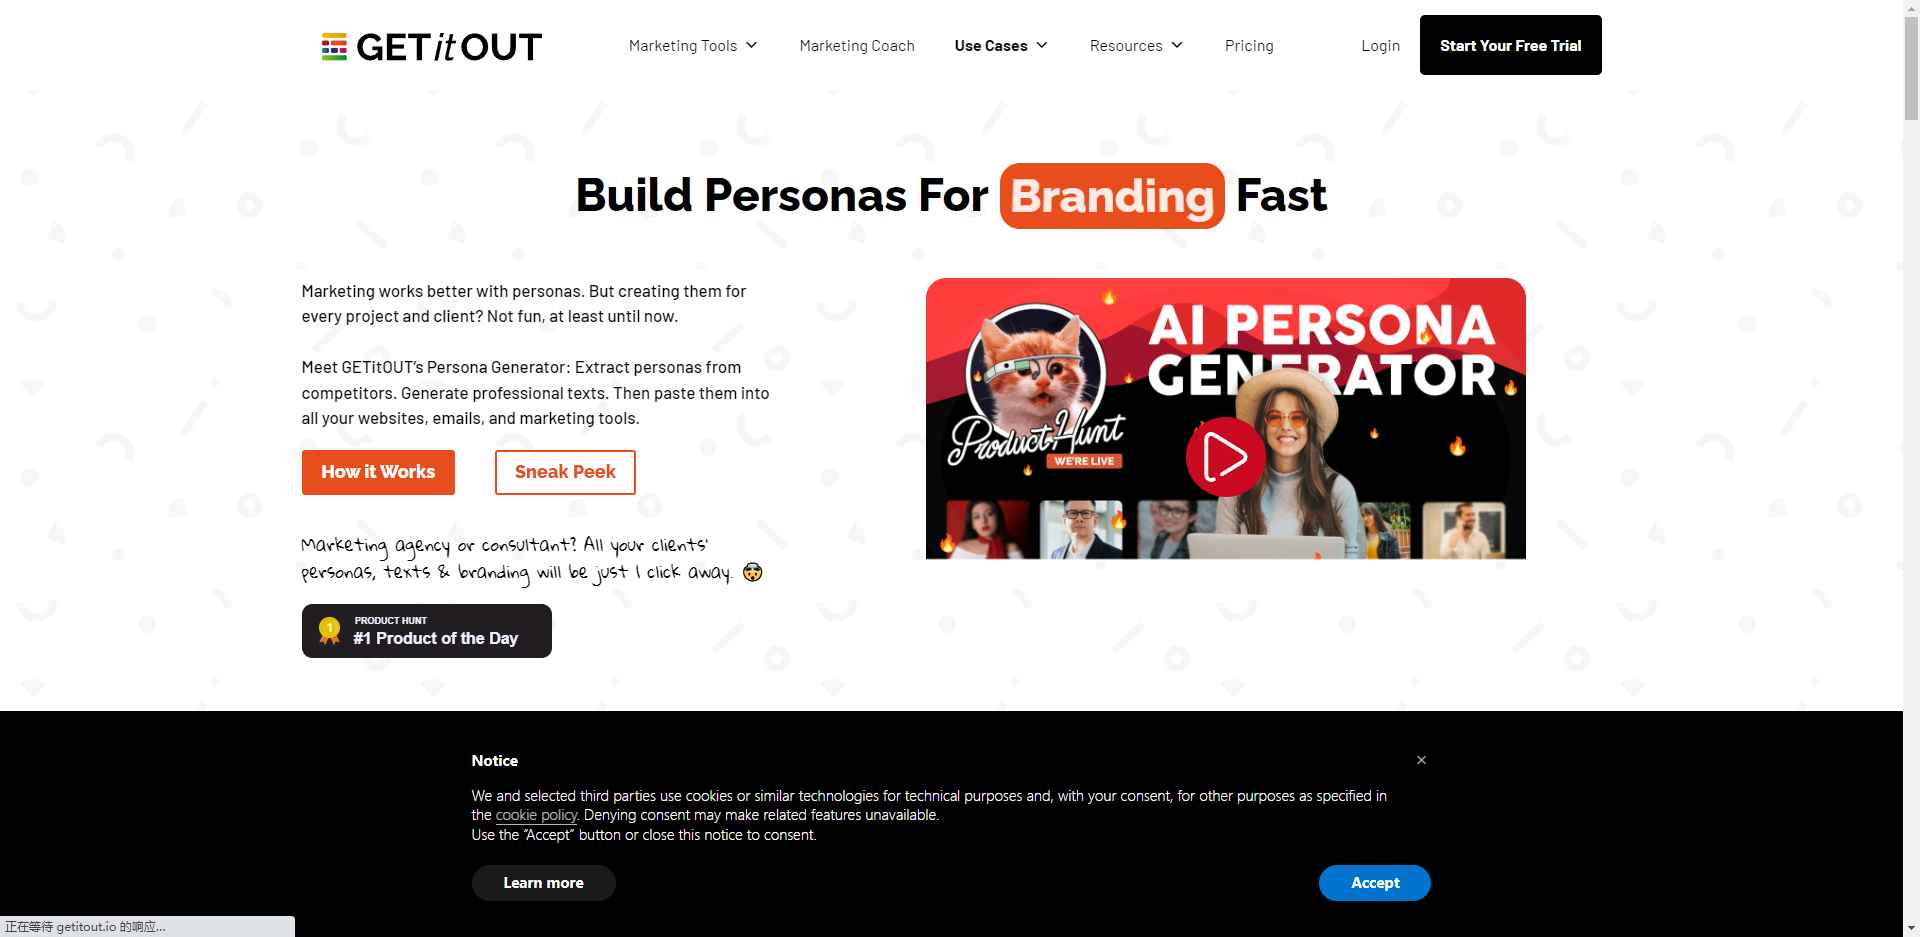 GETitOUT
Marketing Tools
Marketing Coach
Use Cases
Resources
Pricing
Login
Start Your Free Trial
Build Personas For Branding Fast
Marketing works better with personas. But creating them for
every project and client? Not fun, at least until now.
Meet GETitOUT’s Persona Generator: Extract personas from
competitors. Generate professional texts. Then paste them into
all your websites, emails, and marketing tools.
How it Works
Sneak Peek
Marketing agency or consultant? All your clients'
personas, texts & branding will be just 1 click away. 🤯
1
PRODUCT HUNT
#1 Product of the Day
AI PERSONA
GENERATOR
Product Hunt
WE'RE LIVE
Notice
×
We and selected third parties use cookies or similar technologies for technical purposes and, with your consent, for other purposes as specified in
the cookie policy. Denying consent may make related features unavailable.
Use the “Accept” button or close this notice to consent.
Learn more
Accept
正在等待 getitout.io 的响应...